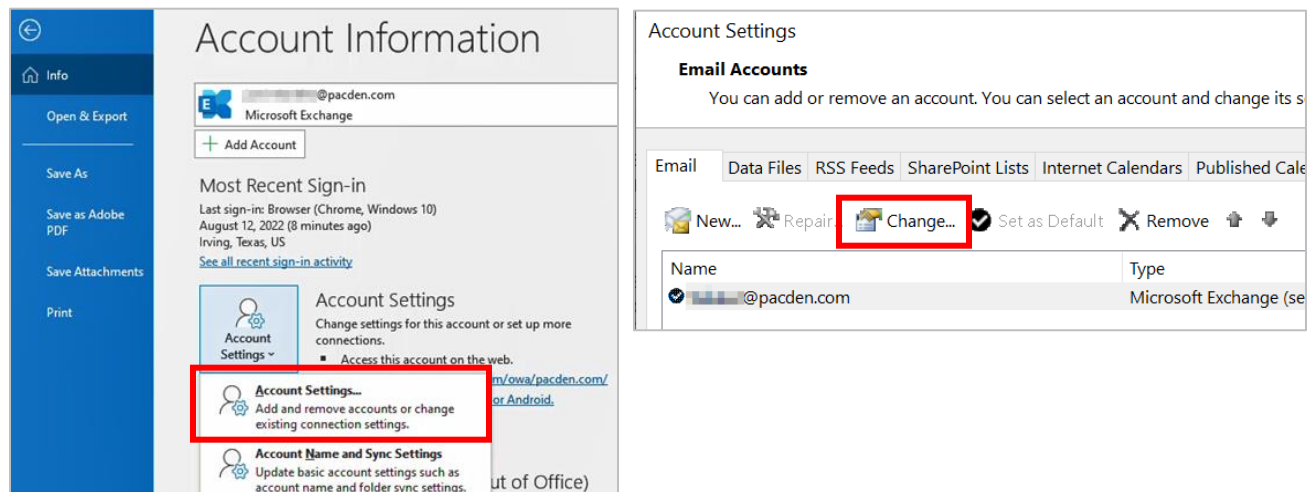 Account Information
Info
@pacden.com
Microsoft Exchange
Open & Export
Add Account
Save As
Most Recent Sign-in
Last sign-in: Browser (Chrome, Windows 10)
Save as Adobe
PDF
August 12, 2022 (8 minutes ago)
Irving, Texas, US
See all recent sign-in activity
Save Attachments
Print
Account
Settings
Account Settings
Change settings for this account or set up more
connections.
Access this account on the web.
m/owa/pacden.com/
or Android.
Account Settings...
Add and remove accounts or change
existing connection settings.
Account Name and Sync Settings
Update basic account settings such as
account name and folder sync settings.
ut of Office)
Account Settings
Email Accounts
You can add or remove an account. You can select an account and change its s
Email Data Files RSS Feeds SharePoint Lists Internet Calendars Published Cale
New... Repair... Change... Set as Default Remove
Name Type
@pacden.com Microsoft Exchange (se